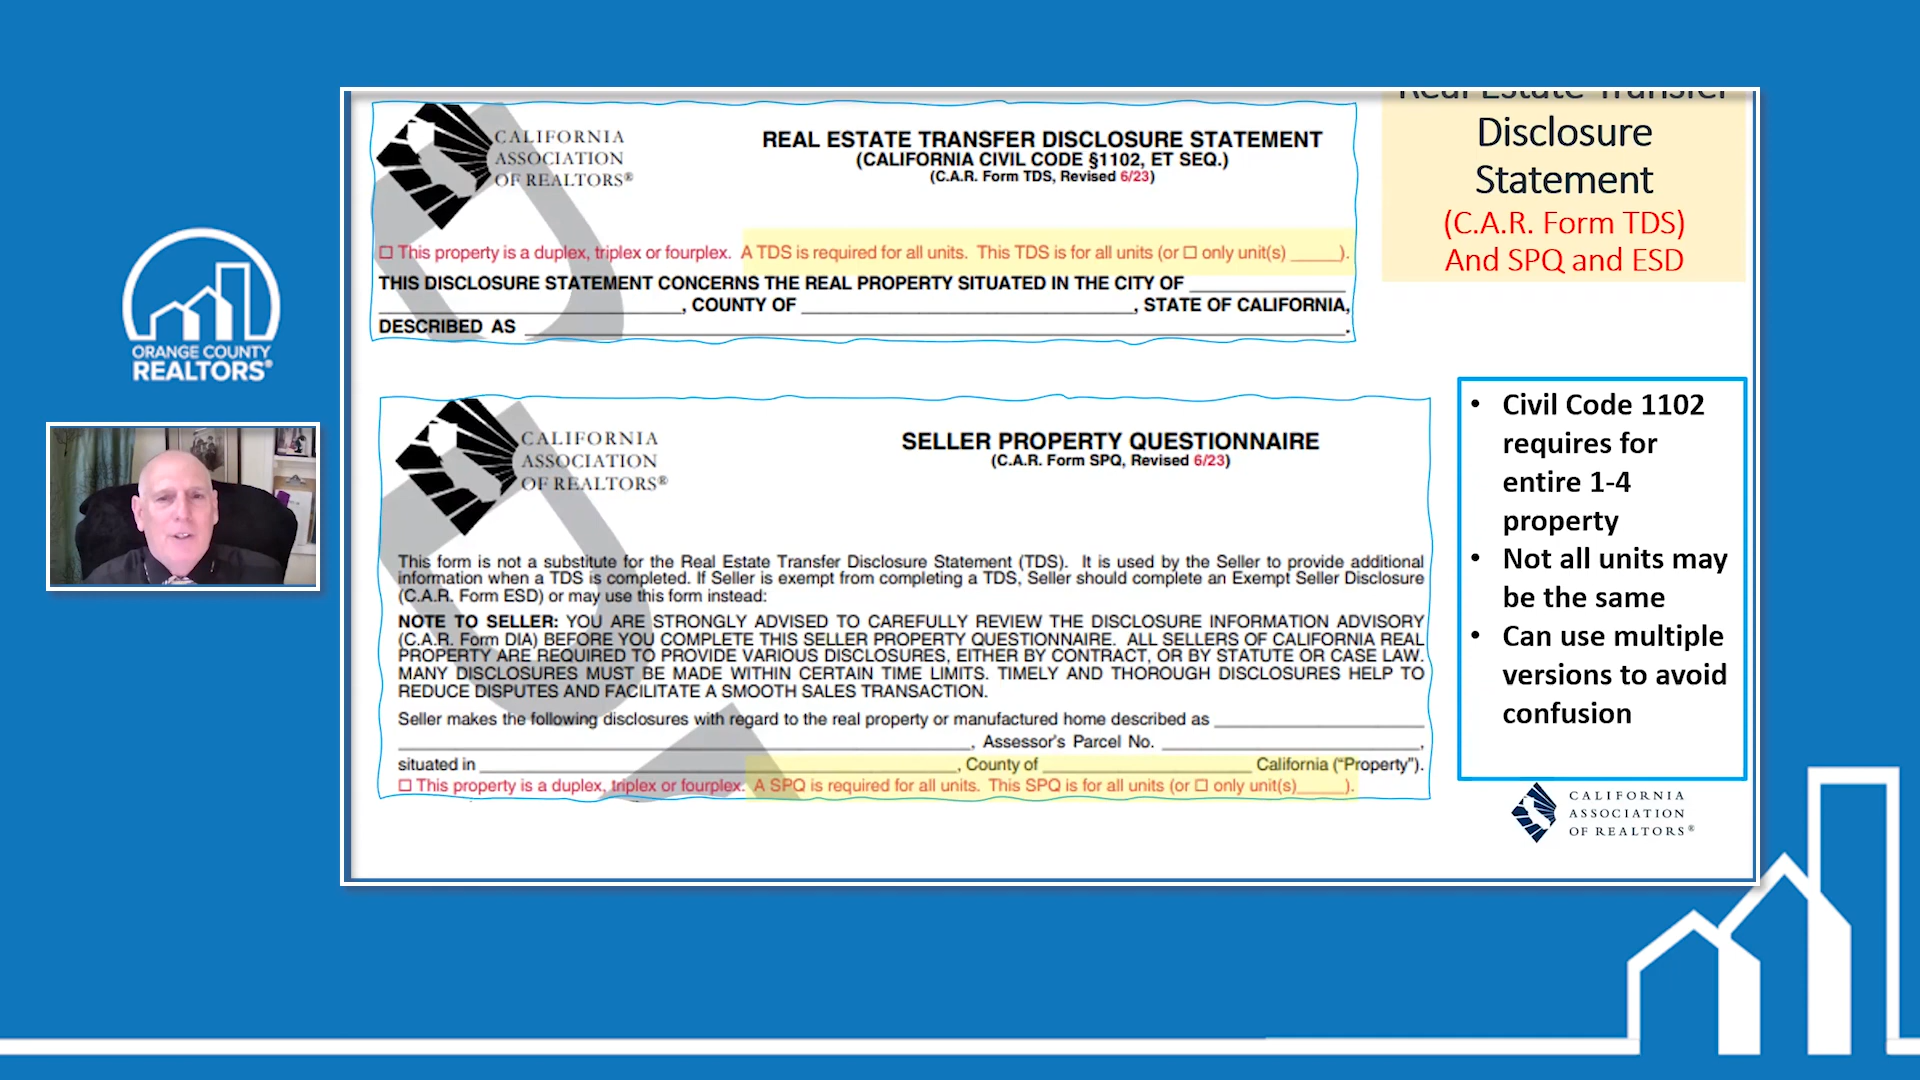 ORANGE COUNTY
REALTORS®
CALIFORNIA
ASSOCIATION
OF REALTORS®
REAL ESTATE TRANSFER DISCLOSURE STATEMENT
(CALIFORNIA CIVIL CODE §1102, ET SEQ.)
(C.A.R. Form TDS, Revised 6/23)
☐ This property is a duplex, triplex or fourplex. A TDS is required for all units. This TDS is for all units (or ☐ only unit(s) _____).
THIS DISCLOSURE STATEMENT CONCERNS THE REAL PROPERTY SITUATED IN THE CITY OF _______________
______________________________, COUNTY OF _________________________________, STATE OF CALIFORNIA,
DESCRIBED AS ______________________________.
Real Estate Transfer
Disclosure
Statement
(C.A.R. Form TDS)
And SPQ and ESD
CALIFORNIA
ASSOCIATION
OF REALTORS®
SELLER PROPERTY QUESTIONNAIRE
(C.A.R. Form SPQ, Revised 6/23)
This form is not a substitute for the Real Estate Transfer Disclosure Statement (TDS). It is used by the Seller to provide additional
information when a TDS is completed. If Seller is exempt from completing a TDS, Seller should complete an Exempt Seller Disclosure
(C.A.R. Form ESD) or may use this form instead:
NOTE TO SELLER: YOU ARE STRONGLY ADVISED TO CAREFULLY REVIEW THE DISCLOSURE INFORMATION ADVISORY
(C.A.R. Form DIA) BEFORE YOU COMPLETE THIS SELLER PROPERTY QUESTIONNAIRE. ALL SELLERS OF CALIFORNIA REAL
PROPERTY ARE REQUIRED TO PROVIDE VARIOUS DISCLOSURES, EITHER BY CONTRACT, OR BY STATUTE OR CASE LAW.
MANY DISCLOSURES MUST BE MADE WITHIN CERTAIN TIME LIMITS. TIMELY AND THOROUGH DISCLOSURES HELP TO
REDUCE DISPUTES AND FACILITATE A SMOOTH SALES TRANSACTION.
Seller makes the following disclosures with regard to the real property or manufactured home described as ____________________
______________________________, Assessor's Parcel No. _________________________,
situated in ______________________________, County of ____________________ California ("Property").
☐ This property is a duplex, triplex or fourplex. A SPQ is required for all units. This SPQ is for all units (or ☐ only unit(s)_____).
• Civil Code 1102
requires for
entire 1-4
property
• Not all units may
be the same
• Can use multiple
versions to avoid
confusion
CALIFORNIA
ASSOCIATION
OF REALTORS®